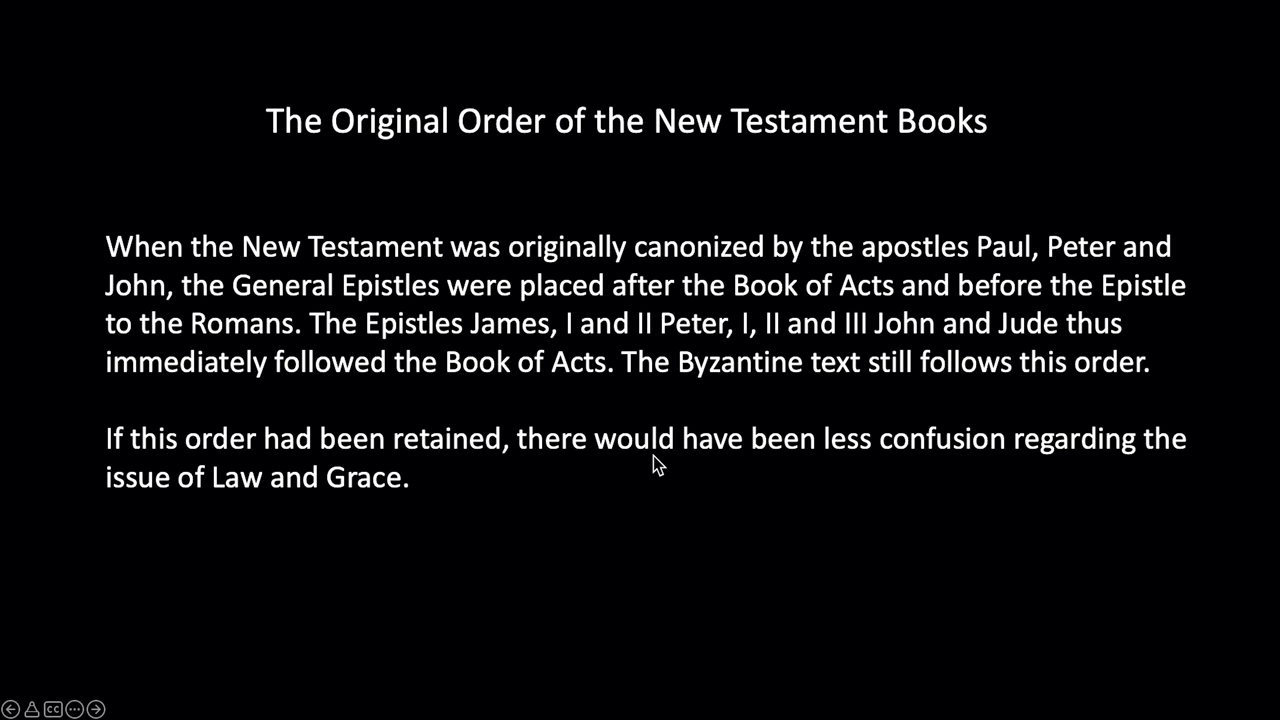 The Original Order of the New Testament Books
When the New Testament was originally canonized by the apostles Paul, Peter and
John, the General Epistles were placed after the Book of Acts and before the Epistle
to the Romans. The Epistles James, I and II Peter, I, II and III John and Jude thus
immediately followed the Book of Acts. The Byzantine text still follows this order.
If this order had been retained, there would have been less confusion regarding the
issue of Law and Grace.
CC